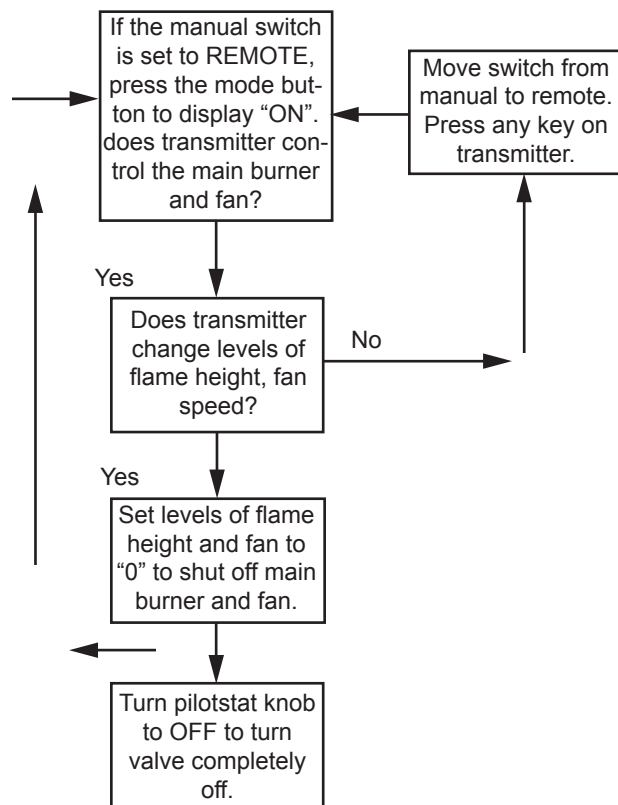 If the manual switch
is set to REMOTE,
press the mode but-
ton to display “ON”.
does transmitter con-
trol the main burner
and fan?
Move switch from
manual to remote.
Press any key on
transmitter.
Yes
Does transmitter
change levels of
flame height, fan
speed?
No
Yes
Set levels of flame
height and fan to
“0” to shut off main
burner and fan.
Turn pilotstat knob
to OFF to turn
valve completely
off.